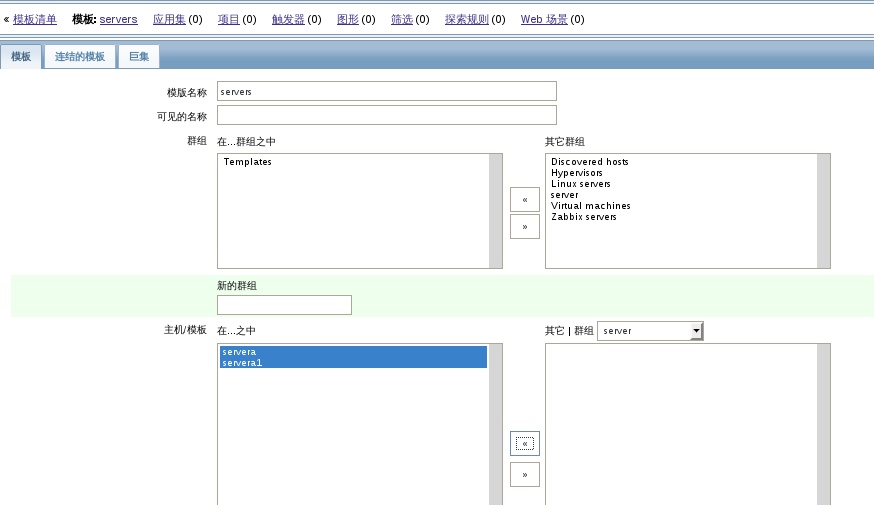 « 模板清单 模板: servers 应用集 (0) 项目 (0) 触发器 (0) 图形 (0) 筛选 (0) 探索规则 (0) Web 场景 (0)
模板 连结的模板 巨集
模版名称 servers
可见的名称
群组 在...群组之中 其它群组
Templates
Discovered hosts
Hypervisors
Linux servers
server
Virtual machines
Zabbix servers
«
»
新的群组
主机/模板 在...之中 其它 | 群组 server
servera
servera1
«
»